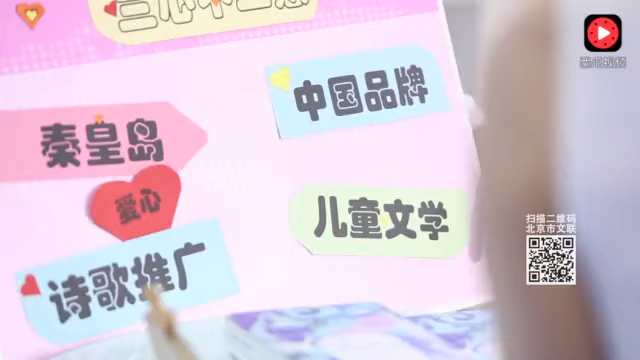 中国品牌
秦皇岛
爱心
儿童文学
诗歌推广
扫描二维码
北京市文联